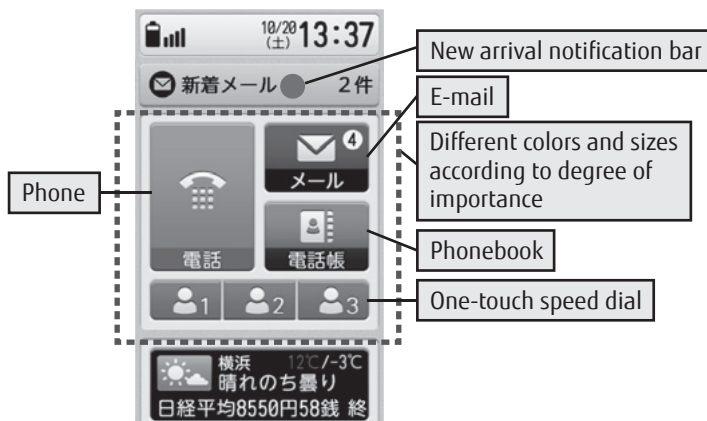 10/20
(土) 13:37
新着メール 2件
New arrival notification bar
E-mail
4
メール
Different colors and sizes
according to degree of
importance
Phone
電話
Phonebook
電話帳
1 2 3
One-touch speed dial
横浜 12℃/-3℃
晴れのち曇り
日経平均8550円58銭 終